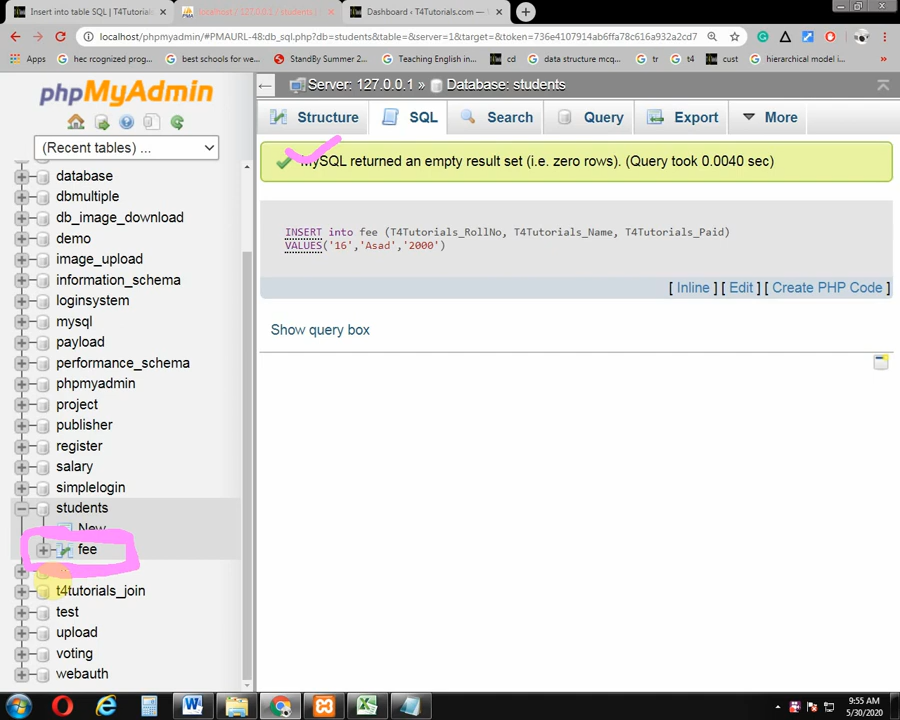 Insert into table SQL | T4Tutorial
localhost / 127.0.0.1 / students |
Dashboard ‹ T4Tutorials.com —
localhost/phpmyadmin/#PMAURL-48:db_sql.php?db=students&table=&server=1&target=&token=736e4107914ab6ffa78c616a932a2cd7
Apps
hec rcognized prog...
best schools for we...
StandBy Summer 2...
Teaching English in...
cd
data structure mcq...
tr
t4
cust
hierarchical model i...
phpMyAdmin
(Recent tables) ...
database
dbmultiple
db_image_download
demo
image_upload
information_schema
loginsystem
mysql
payload
performance_schema
phpmyadmin
project
publisher
register
salary
simplelogin
students
New
fee
t4tutorials_join
test
upload
voting
webauth
Server: 127.0.0.1 » Database: students
Structure
SQL
Search
Query
Export
More
MySQL returned an empty result set (i.e. zero rows). (Query took 0.0040 sec)
INSERT into fee (T4Tutorials_RollNo, T4Tutorials_Name, T4Tutorials_Paid)
VALUES('16','Asad','2000')
[ Inline ] [ Edit ] [ Create PHP Code ]
Show query box
9:55 AM
5/30/2020